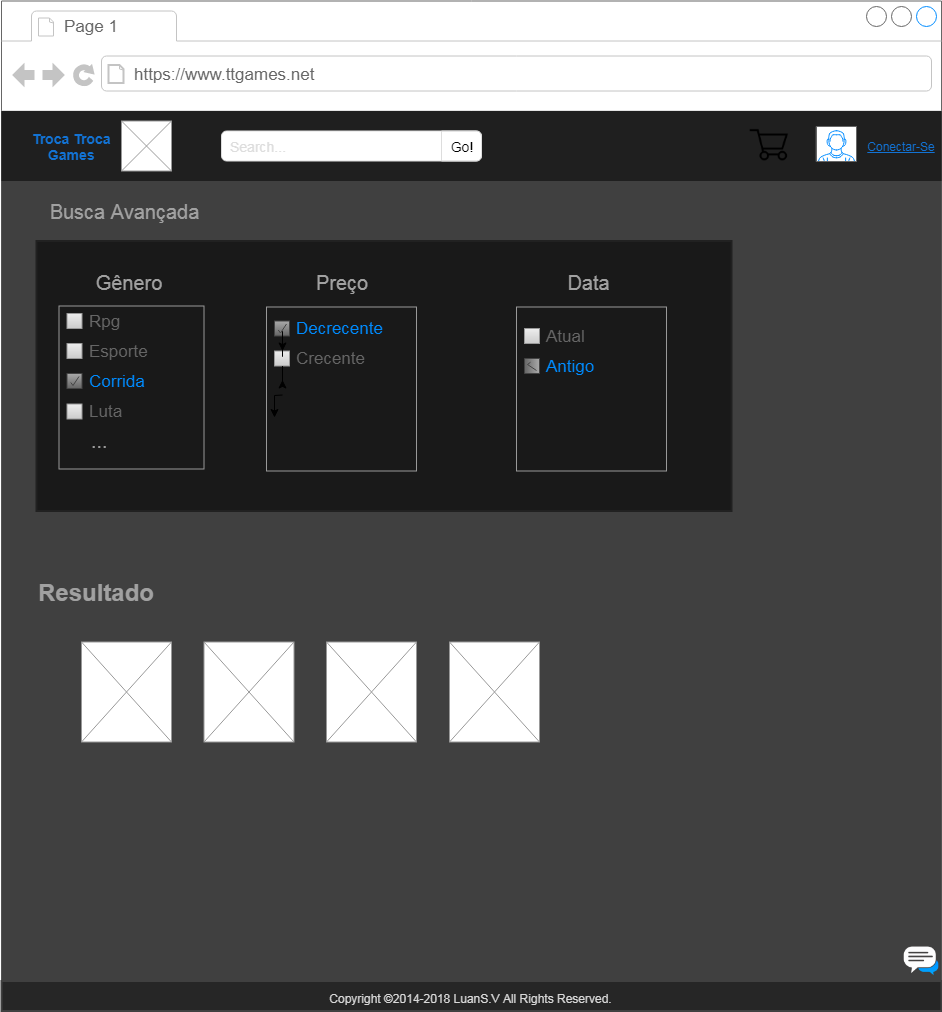 Page 1
https://www.ttgames.net
Troca Troca
Games
Search...
Go!
Conectar-Se
Busca Avançada
Gênero
Rpg
Esporte
Corrida
Luta
...
Preço
Decrecente
Crecente
Data
Atual
Antigo
Resultado
Copyright ©2014-2018 LuanS.V All Rights Reserved.